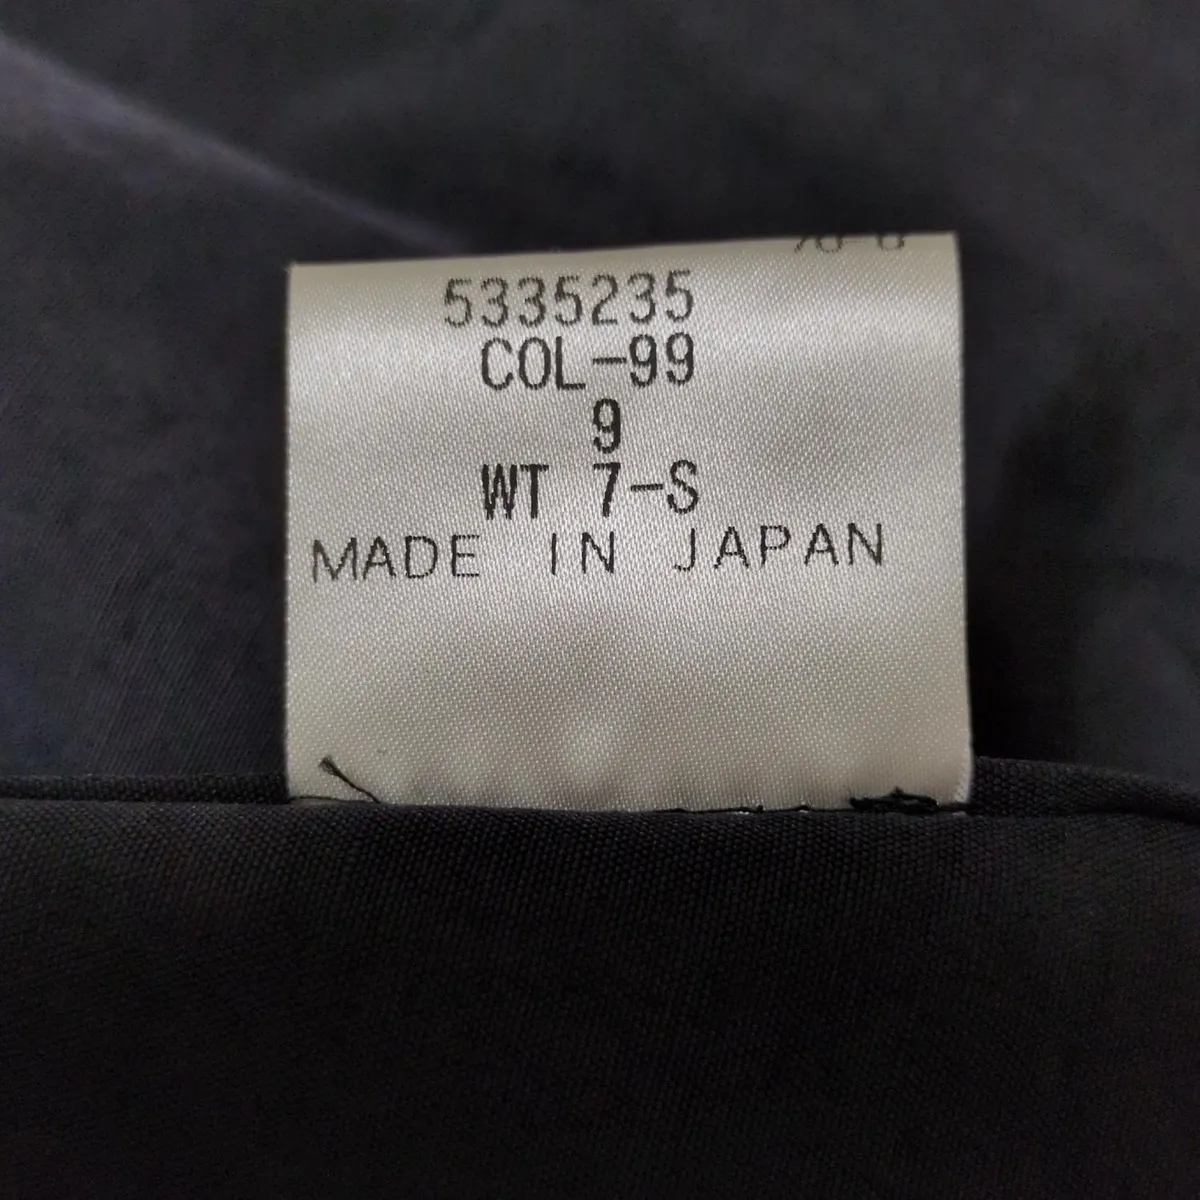 5335235
COL-99
9
WT 7-S
MADE IN JAPAN